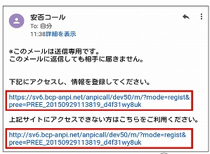 安否コール
To: 自分
11:38詳細を表示
*このメールは送信専用です。
このメールに返信しても相手に届きません。
下記にアクセスし、情報を登録してください。
https://sv6.bcp-anpi.net/anpicall/dev50/m/?mode=regist&
pree=PREE_20150929113819_d4f31wy8uk
上記サイトにアクセスできない方はこちらをご利用ください。
http://sv6.bcp-anpi.net/anpicall/dev50/m/?mode=regist&
pree=PREE_20150929113819_d4f31wy8uk